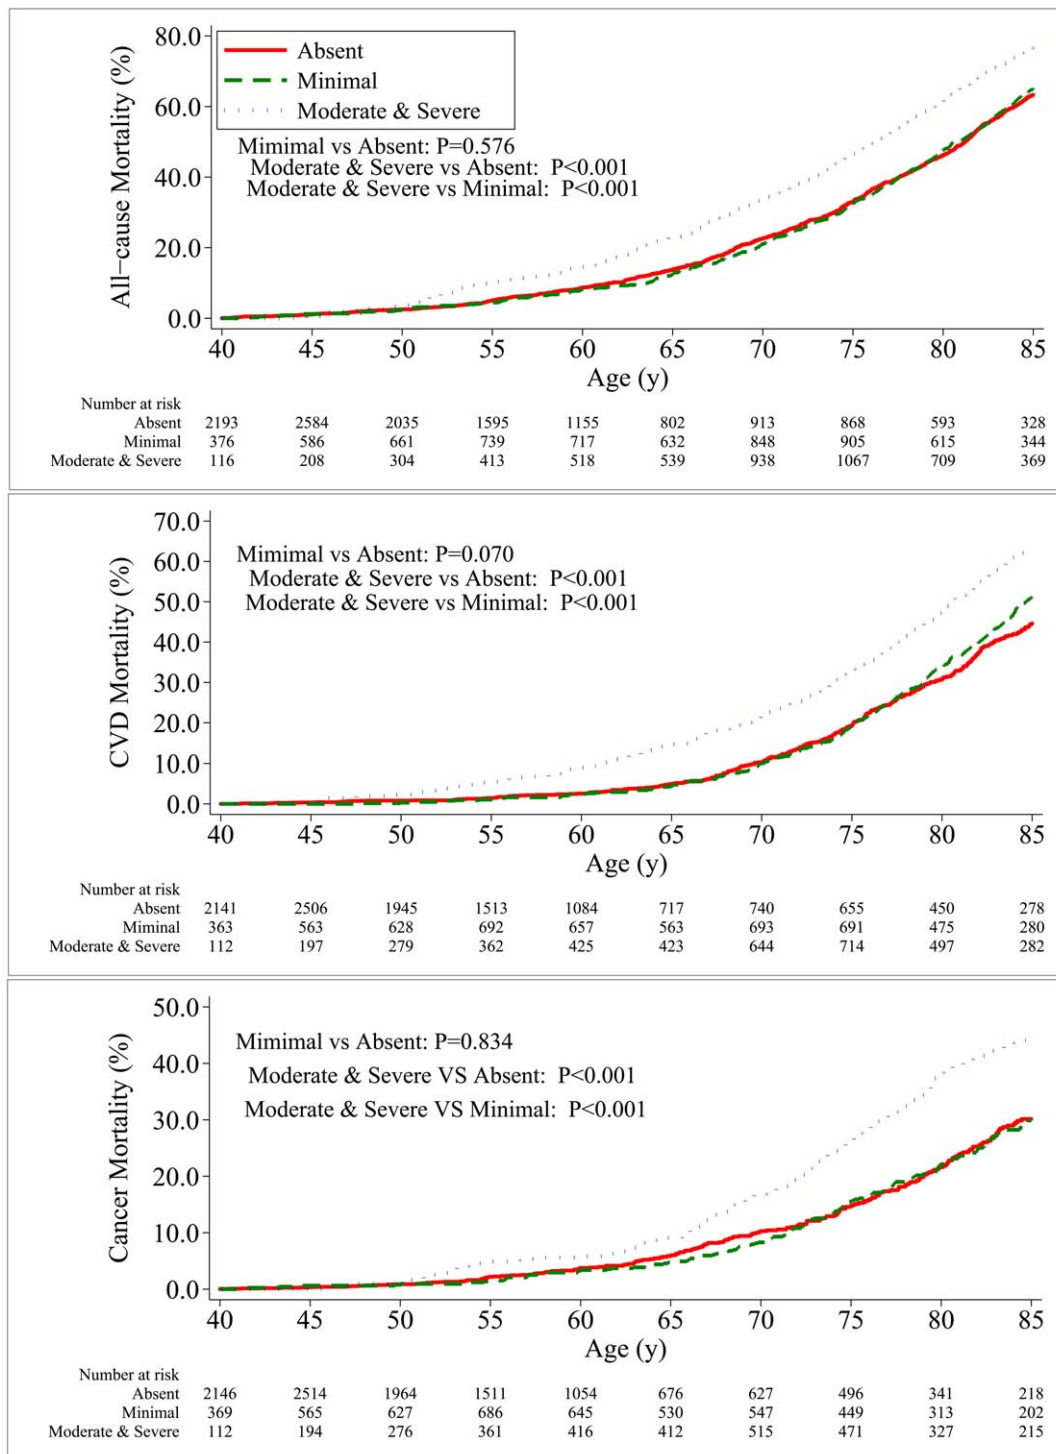 80.0
60.0
40.0
20.0
0.0
All-cause Mortality (%)
Absent
Minimal
Moderate & Severe
Mimimal vs Absent: P=0.576
Moderate & Severe vs Absent: P<0.001
Moderate & Severe vs Minimal: P<0.001
40 45 50 55 60 65 70 75 80 85
Age (y)
Number at risk
Absent 2193 2584 2035 1595 1155 802 913 868 593 328
Minimal 376 586 661 739 717 632 848 905 615 344
Moderate & Severe 116 208 304 413 518 539 938 1067 709 369
70.0
60.0
50.0
40.0
30.0
20.0
10.0
0.0
CVD Mortality (%)
Mimimal vs Absent: P=0.070
Moderate & Severe vs Absent: P<0.001
Moderate & Severe vs Minimal: P<0.001
40 45 50 55 60 65 70 75 80 85
Age (y)
Number at risk
Absent 2141 2506 1945 1513 1084 717 740 655 450 278
Miminal 363 563 628 692 657 563 693 691 475 280
Moderate & Severe 112 197 279 362 425 423 644 714 497 282
50.0
40.0
30.0
20.0
10.0
0.0
Cancer Mortality (%)
Mimimal vs Absent: P=0.834
Moderate & Severe VS Absent: P<0.001
Moderate & Severe VS Minimal: P<0.001
40 45 50 55 60 65 70 75 80 85
Age (y)
Number at risk
Absent 2146 2514 1964 1511 1054 676 627 496 341 218
Minimal 369 565 627 686 645 530 547 449 313 202
Moderate & Severe 112 194 276 361 416 412 515 471 327 215